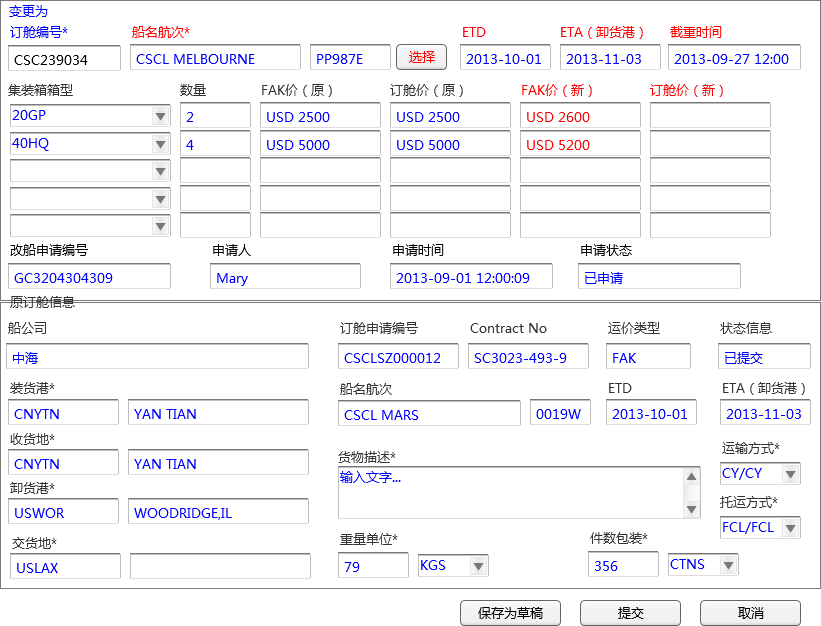 变更为
订舱编号* 船名航次* ETD ETA（卸货港） 截重时间
CSC239034 CSCL MELBOURNE PP987E 选择 2013-10-01 2013-11-03 2013-09-27 12:00
集装箱箱型 数量 FAK价（原） 订舱价（原） FAK价（新） 订舱价（新）
20GP 2 USD 2500 USD 2500 USD 2600
40HQ 4 USD 5000 USD 5000 USD 5200
改船申请编号 申请人 申请时间 申请状态
GC3204304309 Mary 2013-09-01 12:00:09 已申请
原订舱信息
船公司 订舱申请编号 Contract No 运价类型 状态信息
中海 CSCLSZ000012 SC3023-493-9 FAK 已提交
装货港* 船名航次 ETD ETA（卸货港）
CNYTN YAN TIAN CSCL MARS 0019W 2013-10-01 2013-11-03
收货地* 货物描述* 运输方式*
CNYTN YAN TIAN 输入文字... CY/CY
卸货港* 托运方式*
USWOR WOODRIDGE,IL FCL/FCL
交货地* 重量单位* 件数包装*
USLAX 79 KGS 356 CTNS
保存为草稿 提交 取消